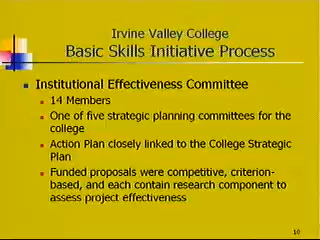 Irvine Valley College
Basic Skills Initiative Process
Institutional Effectiveness Committee
14 Members
One of five strategic planning committees for the
college
Action Plan closely linked to the College Strategic
Plan
Funded proposals were competitive, criterion-
based, and each contain research component to
assess project effectiveness
10